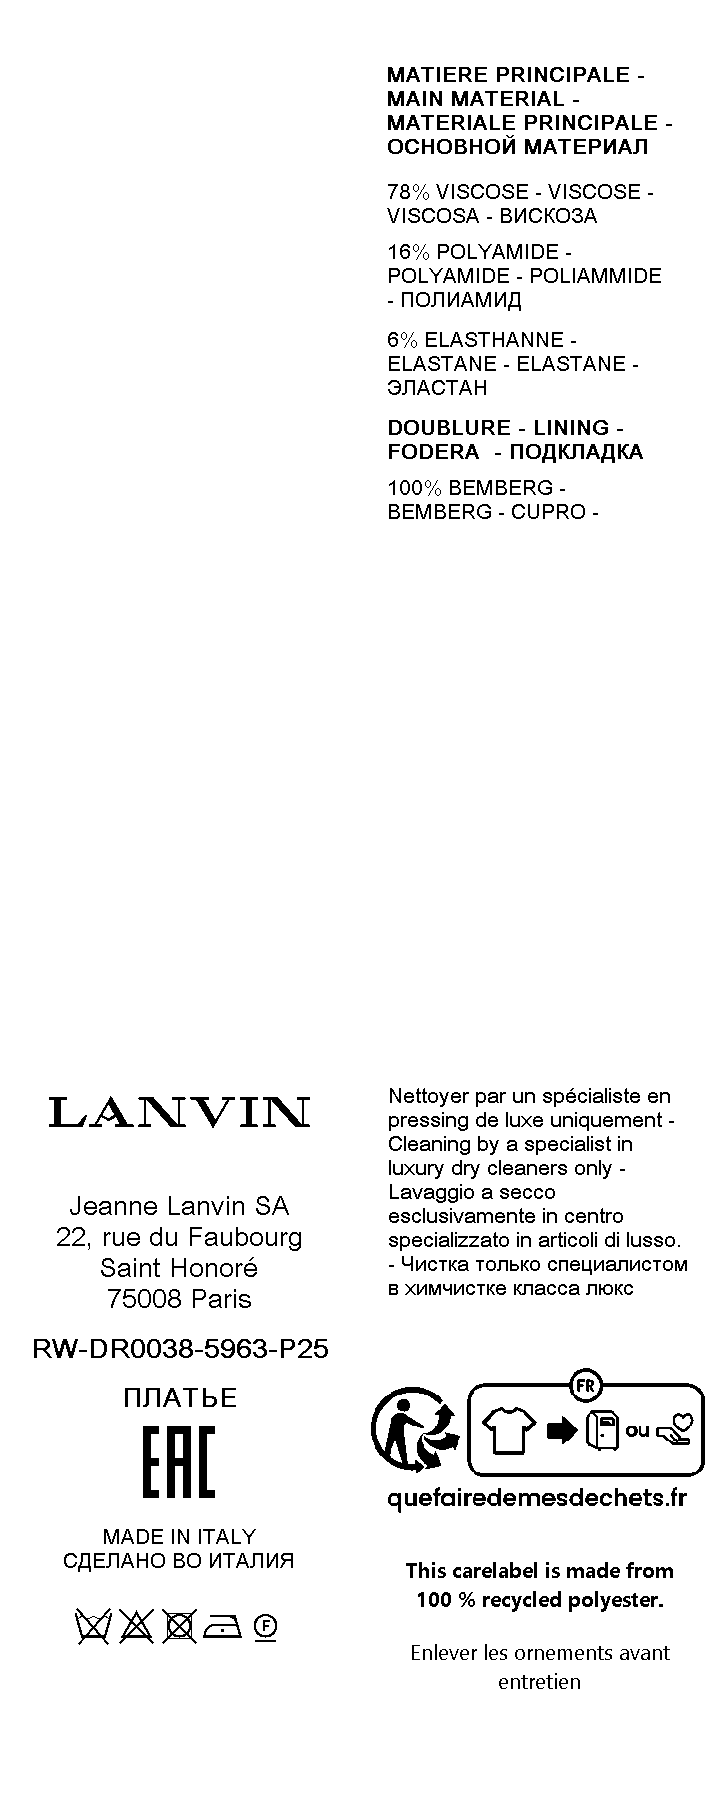 MATIERE PRINCIPALE -
MAIN MATERIAL -
MATERIALE PRINCIPALE -
ОСНОВНОЙ МАТЕРИАЛ
78% VISCOSE - VISCOSE -
VISCOSA - ВИСКОЗА
16% POLYAMIDE -
POLYAMIDE - POLIAMMIDE
- ПОЛИАМИД
6% ELASTHANNE -
ELASTANE - ELASTANE -
ЭЛАСТАН
DOUBLURE - LINING -
FODERA - ПОДКЛАДКА
100% BEMBERG -
BEMBERG - CUPRO -
LANVIN
Jeanne Lanvin SA
22, rue du Faubourg
Saint Honoré
75008 Paris
RW-DR0038-5963-P25
ПЛАТЬЕ
EAC
MADE IN ITALY
СДЕЛАНО ВО ИТАЛИЯ
F
Nettoyer par un spécialiste en
pressing de luxe uniquement -
Cleaning by a specialist in
luxury dry cleaners only -
Lavaggio a secco
esclusivamente in centro
specializzato in articoli di lusso.
- Чистка только специалистом
в химчистке класса люкс
FR
ou
quefairedemesdechets.fr
This carelabel is made from
100 % recycled polyester.
Enlever les ornements avant
entretien